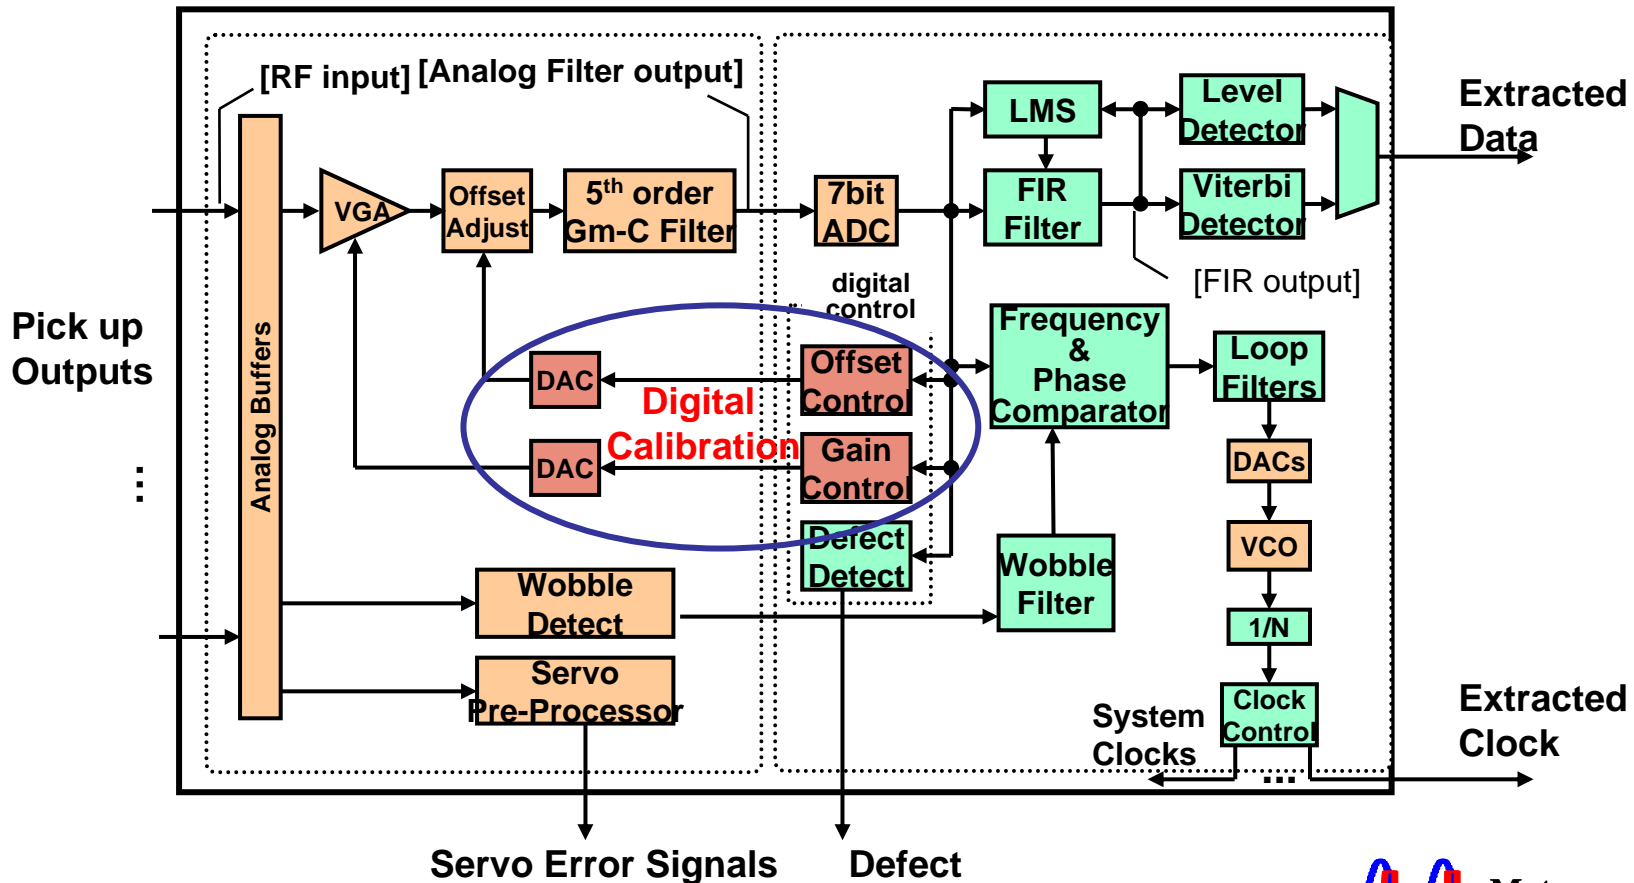 [RF input]
[Analog Filter output]
LMS
Level
Detector
Extracted
Data
VGA
Offset
Adjust
5th order
Gm-C Filter
7bit
ADC
FIR
Filter
Viterbi
Detector
[FIR output]
digital
control
Pick up
Outputs
Analog Buffers
DAC
Digital
Calibration
Offset
Control
Frequency
&
Phase
Comparator
Loop
Filters
DAC
Gain
Control
DACs
...
Defect
Detect
VCO
Wobble
Detect
Wobble
Filter
1/N
Servo
Pre-Processor
System
Clocks
Clock
Control
...
Extracted
Clock
Servo Error Signals
Defect